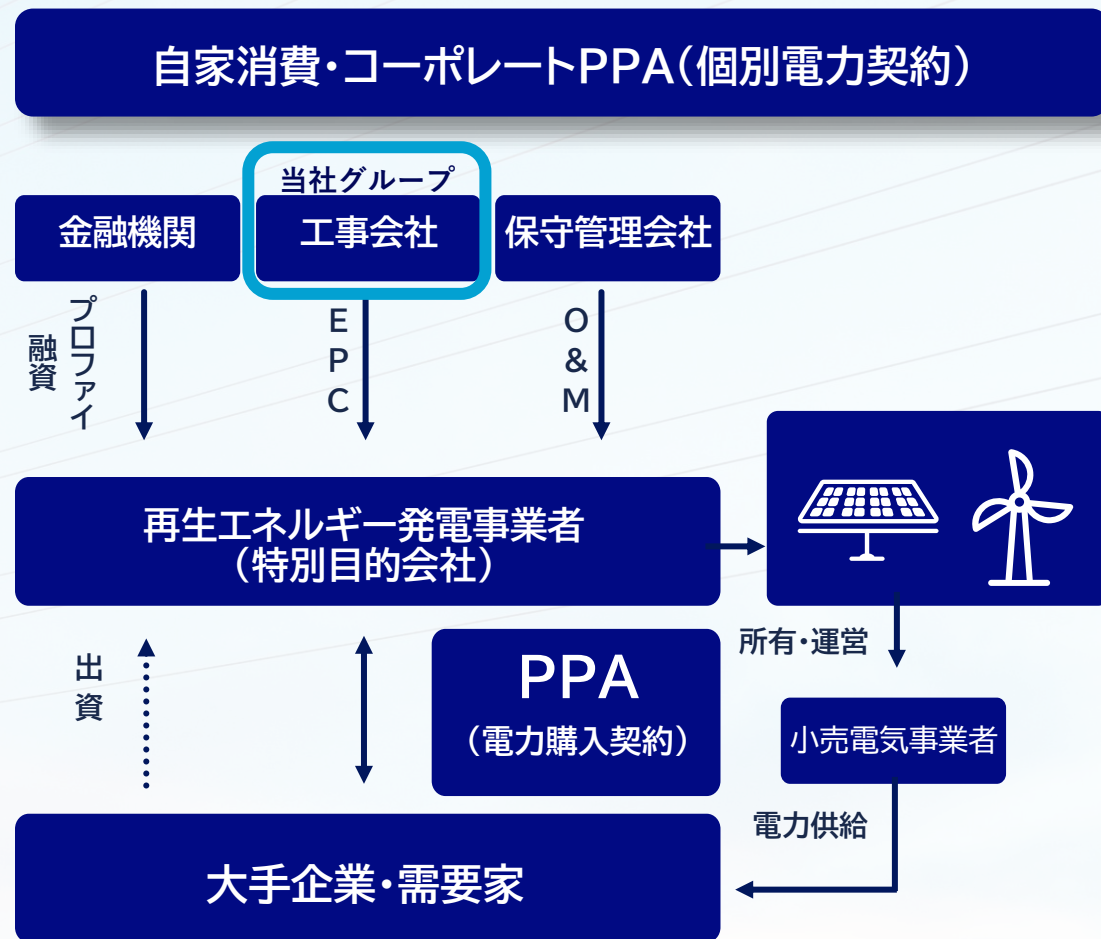 自家消費・コーポレートPPA(個別電力契約)
当社グループ
金融機関
工事会社
保守管理会社
プロファイ
融資
EPC
O&M
再生エネルギー発電事業者
(特別目的会社)
所有・運営
出資
PPA
(電力購入契約)
小売電気事業者
電力供給
大手企業・需要家